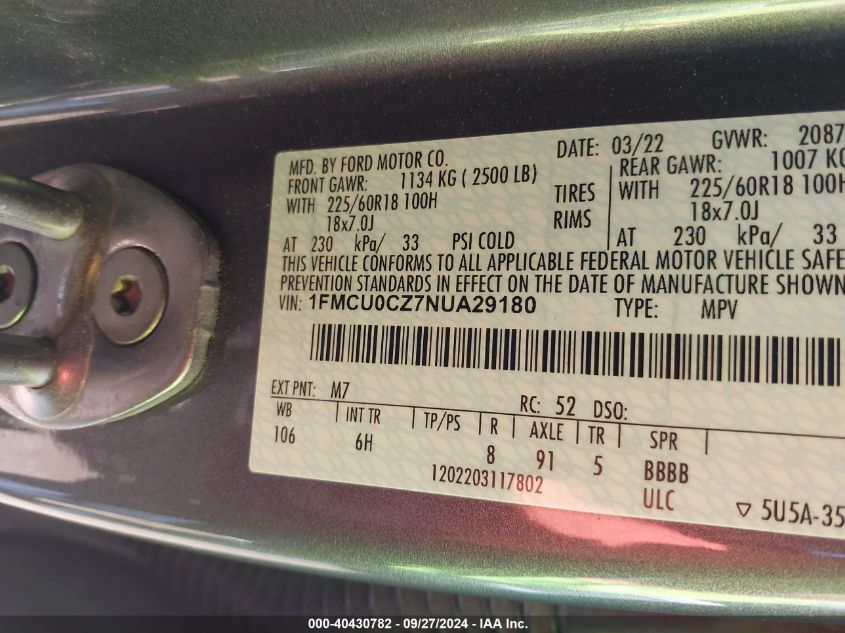 MFD. BY FORD MOTOR CO. DATE: 03/22 GVWR: 2087
FRONT GAWR: 1134 KG ( 2500 LB) REAR GAWR: 1007 KG
WITH 225/60R18 100H TIRES WITH 225/60R18 100H
18x7.0J RIMS 18x7.0J
AT 230 kPa/ 33 PSI COLD AT 230 kPa/ 33
THIS VEHICLE CONFORMS TO ALL APPLICABLE FEDERAL MOTOR VEHICLE SAFE
PREVENTION STANDARDS IN EFFECT ON THE DATE OF MANUFACTURE SHOWN
VIN: 1FMCU0CZ7NUA29180 TYPE: MPV
EXT PNT: M7 RC: 52 DSO:
WB INT TR TP/PS R AXLE TR SPR
106 6H 8 91 5 BBBB
1202203117802 ULC ▽ 5U5A-35
000-40430782 - 09/27/2024 - IAA Inc.